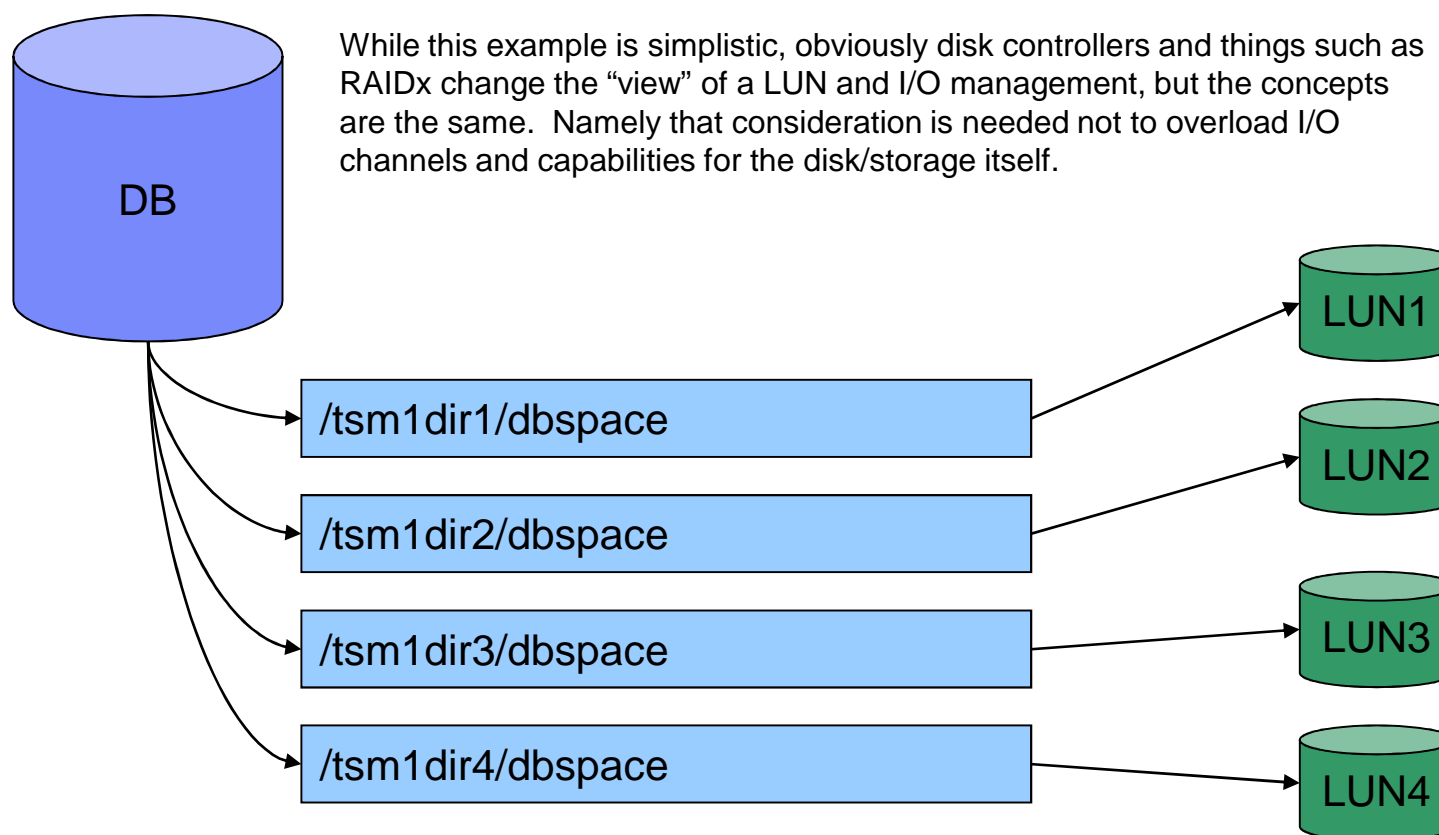 While this example is simplistic, obviously disk controllers and things such as
RAIDx change the “view” of a LUN and I/O management, but the concepts
are the same.  Namely that consideration is needed not to overload I/O
channels and capabilities for the disk/storage itself.
DB
/tsm1dir1/dbspace
LUN1
/tsm1dir2/dbspace
LUN2
/tsm1dir3/dbspace
LUN3
/tsm1dir4/dbspace
LUN4